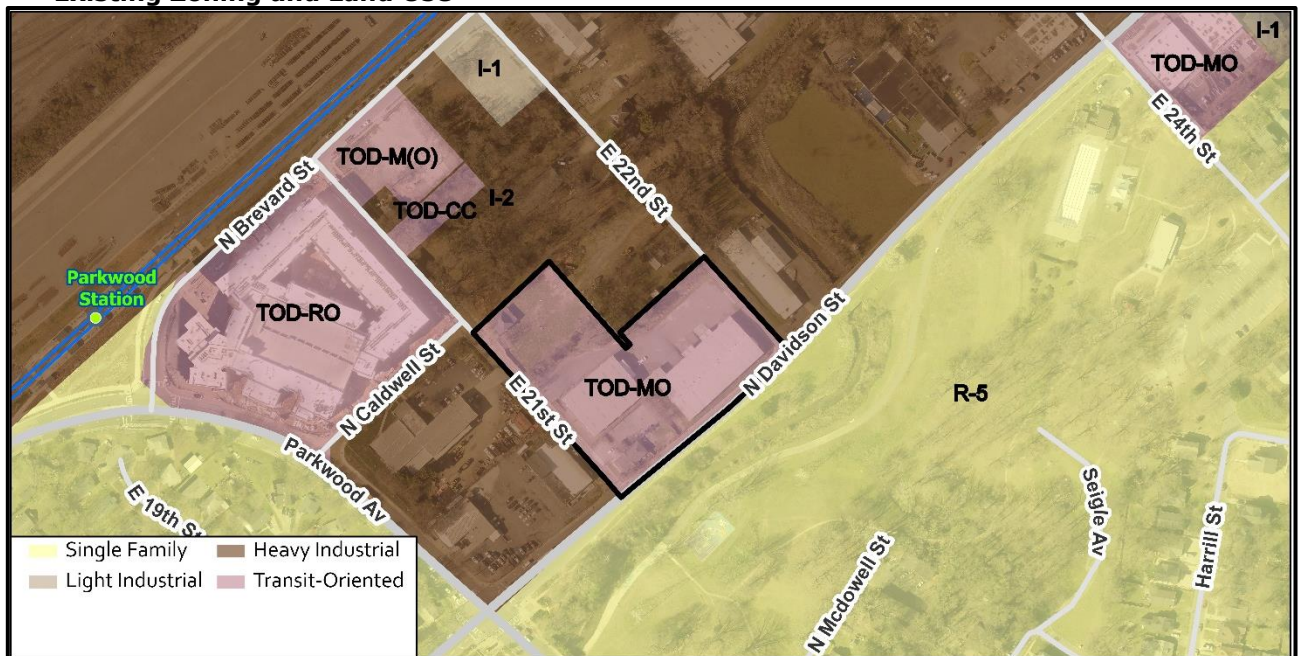 Existing Zoning and Land Use
I-1
I-1
TOD-MO
E 24th St
TOD-M(O)
E 22nd St
N Brevard St
TOD-CC
I-2
Parkwood
Station
TOD-RO
N Davidson St
N Caldwell St
TOD-MO
E 21st St
R-5
Parkwood Av
E 19th St
Seigle Av
Harrill St
N Mcdowell St
Single Family
Heavy Industrial
Light Industrial
Transit-Oriented